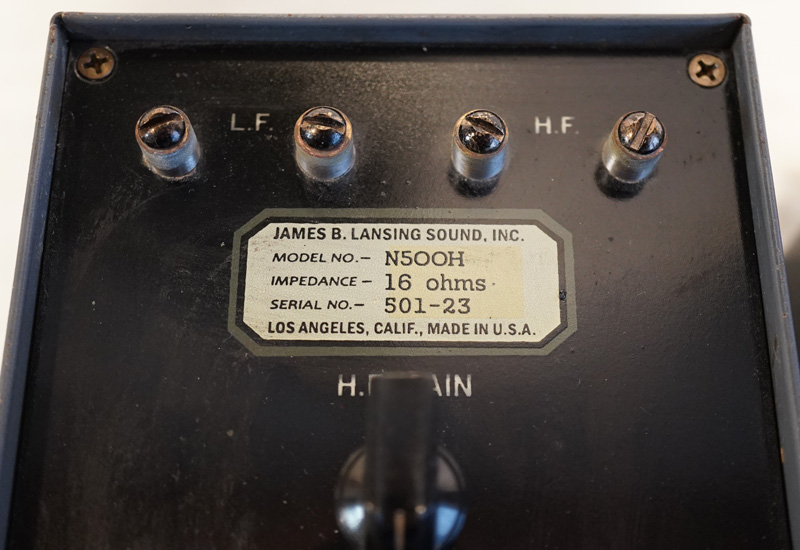 L.F. H.F.
JAMES B. LANSING SOUND, INC.
MODEL NO.– N500H
IMPEDANCE – 16 ohms
SERIAL NO.– 501-23
LOS ANGELES, CALIF., MADE IN U.S.A.